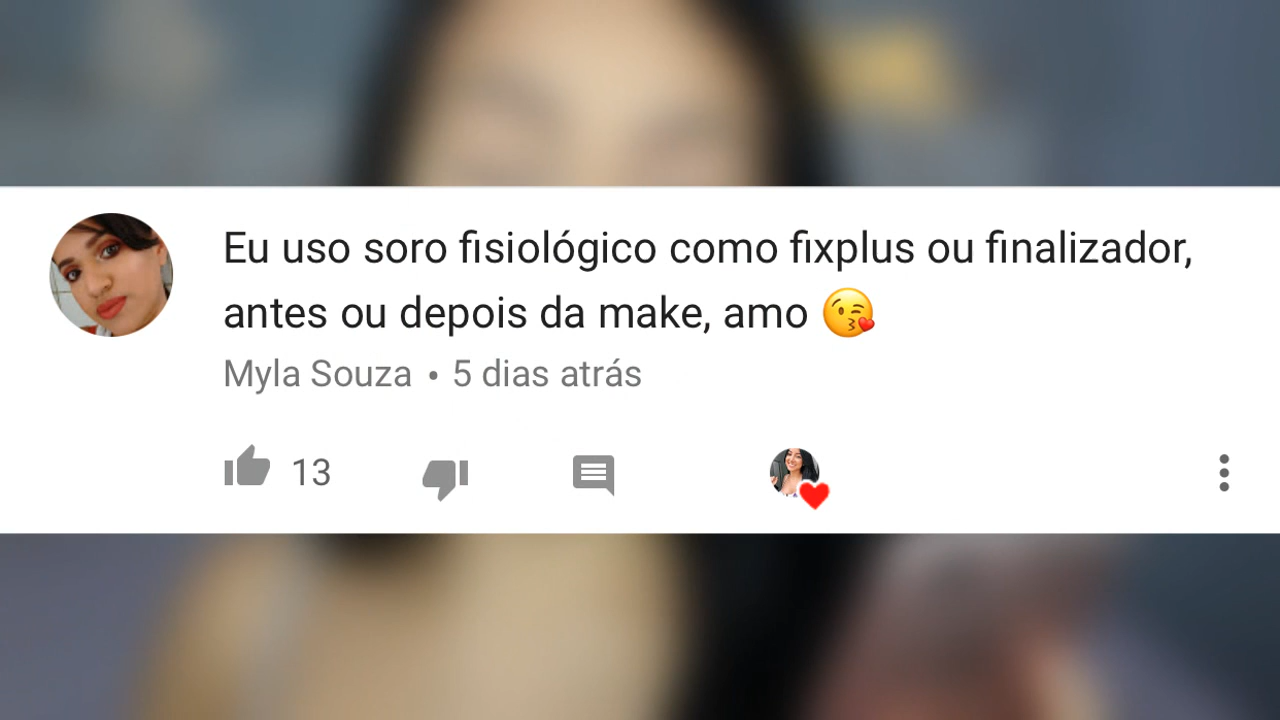 Eu uso soro fisiológico como fixplus ou finalizador,
antes ou depois da make, amo 😘
Myla Souza • 5 dias atrás
13